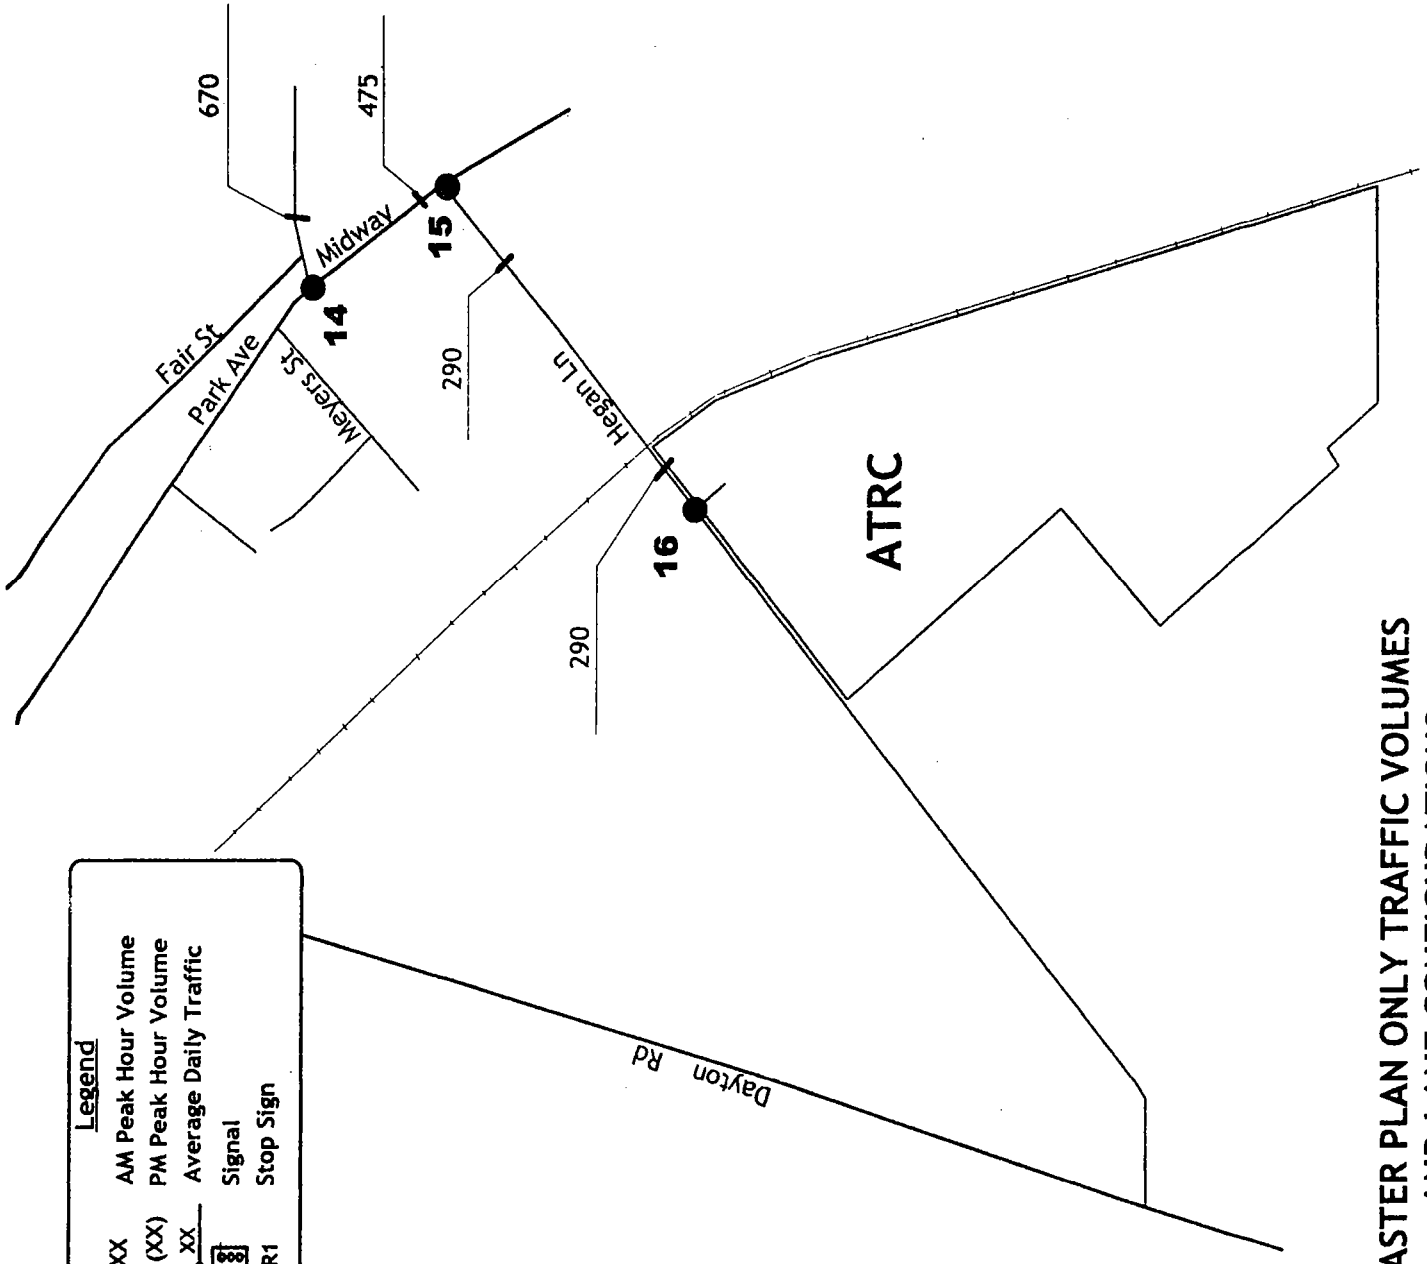 Legend
XX AM Peak Hour Volume
(XX) PM Peak Hour Volume
XX Average Daily Traffic
Signal
R1 Stop Sign
670
475
Fair St
Park Ave
Midway
Meyers St
14
15
290
Hegan Ln
290
16
ATRC
Dayton Rd
ASTER PLAN ONLY TRAFFIC VOLUMES